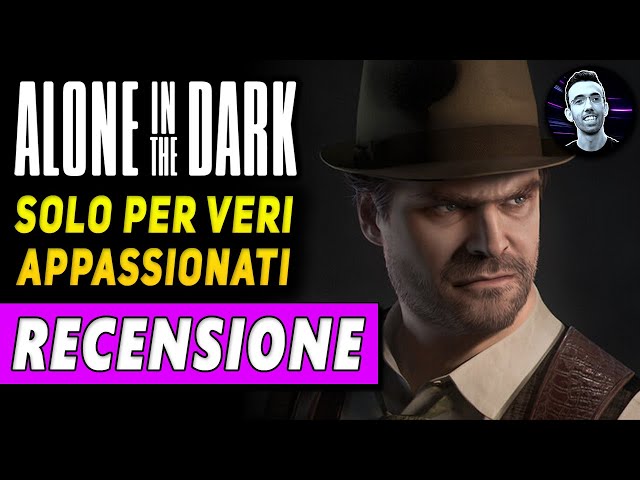 ALONE IN THE DARK
SOLO PER VERI
APPASSIONATI
RECENSIONE